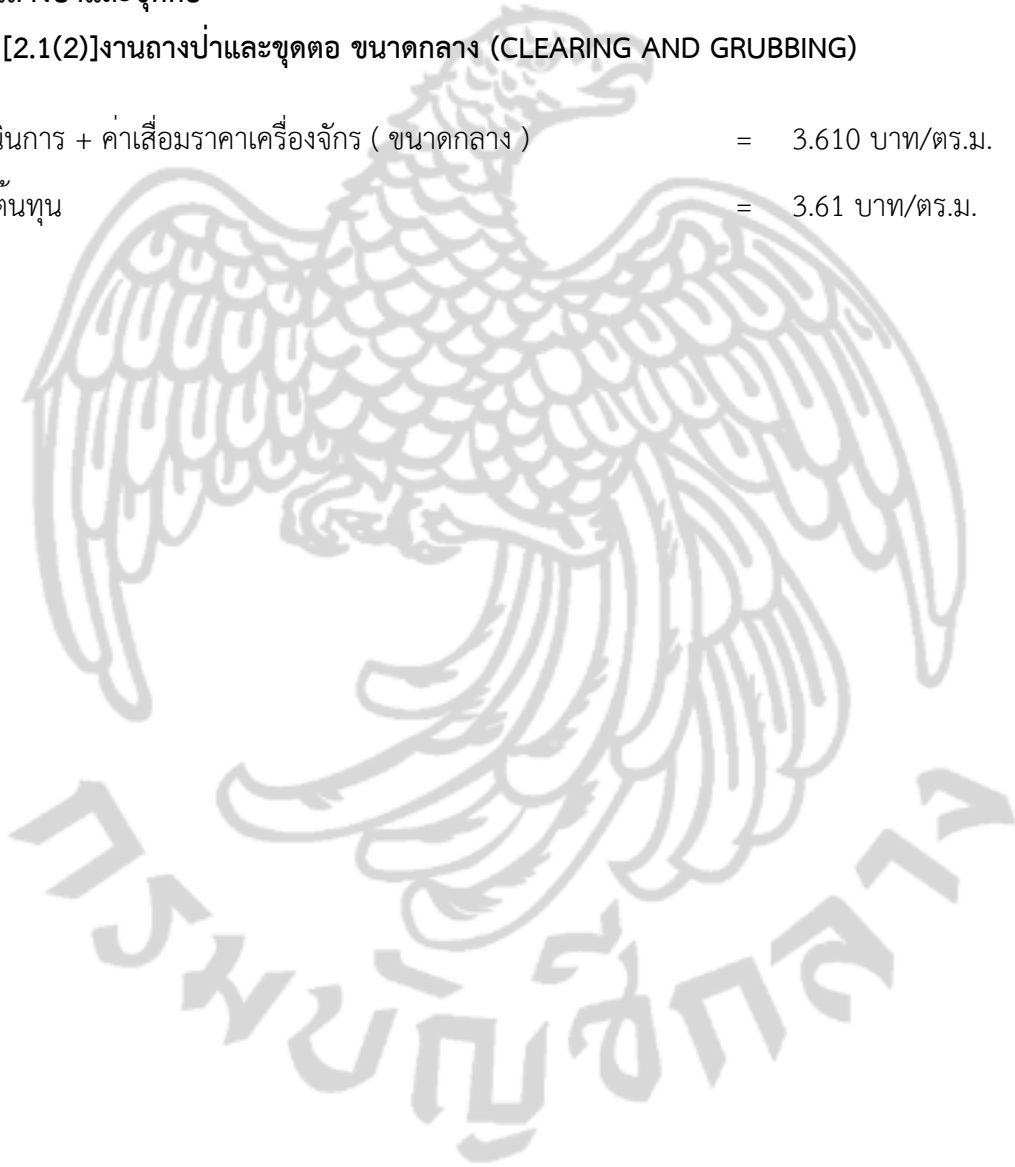 [2.1(2)]งานถางป่าและขุดตอ ขนาดกลาง (CLEARING AND GRUBBING)
นินการ + ค่าเสื่อมราคาเครื่องจักร ( ขนาดกลาง ) = 3.610 บาท/ตร.ม.
ต้นทุน = 3.61 บาท/ตร.ม.
กรมบัญชีกลาง